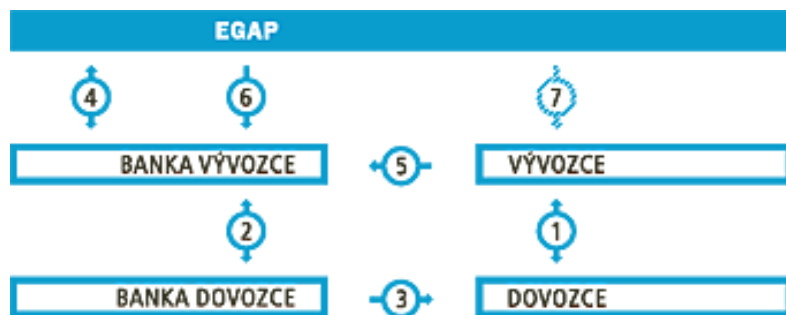 EGAP
4 6 7
BANKA VÝVOZCE 5 VÝVOZCE
2 1
BANKA DOVOZCE 3 DOVOZCE